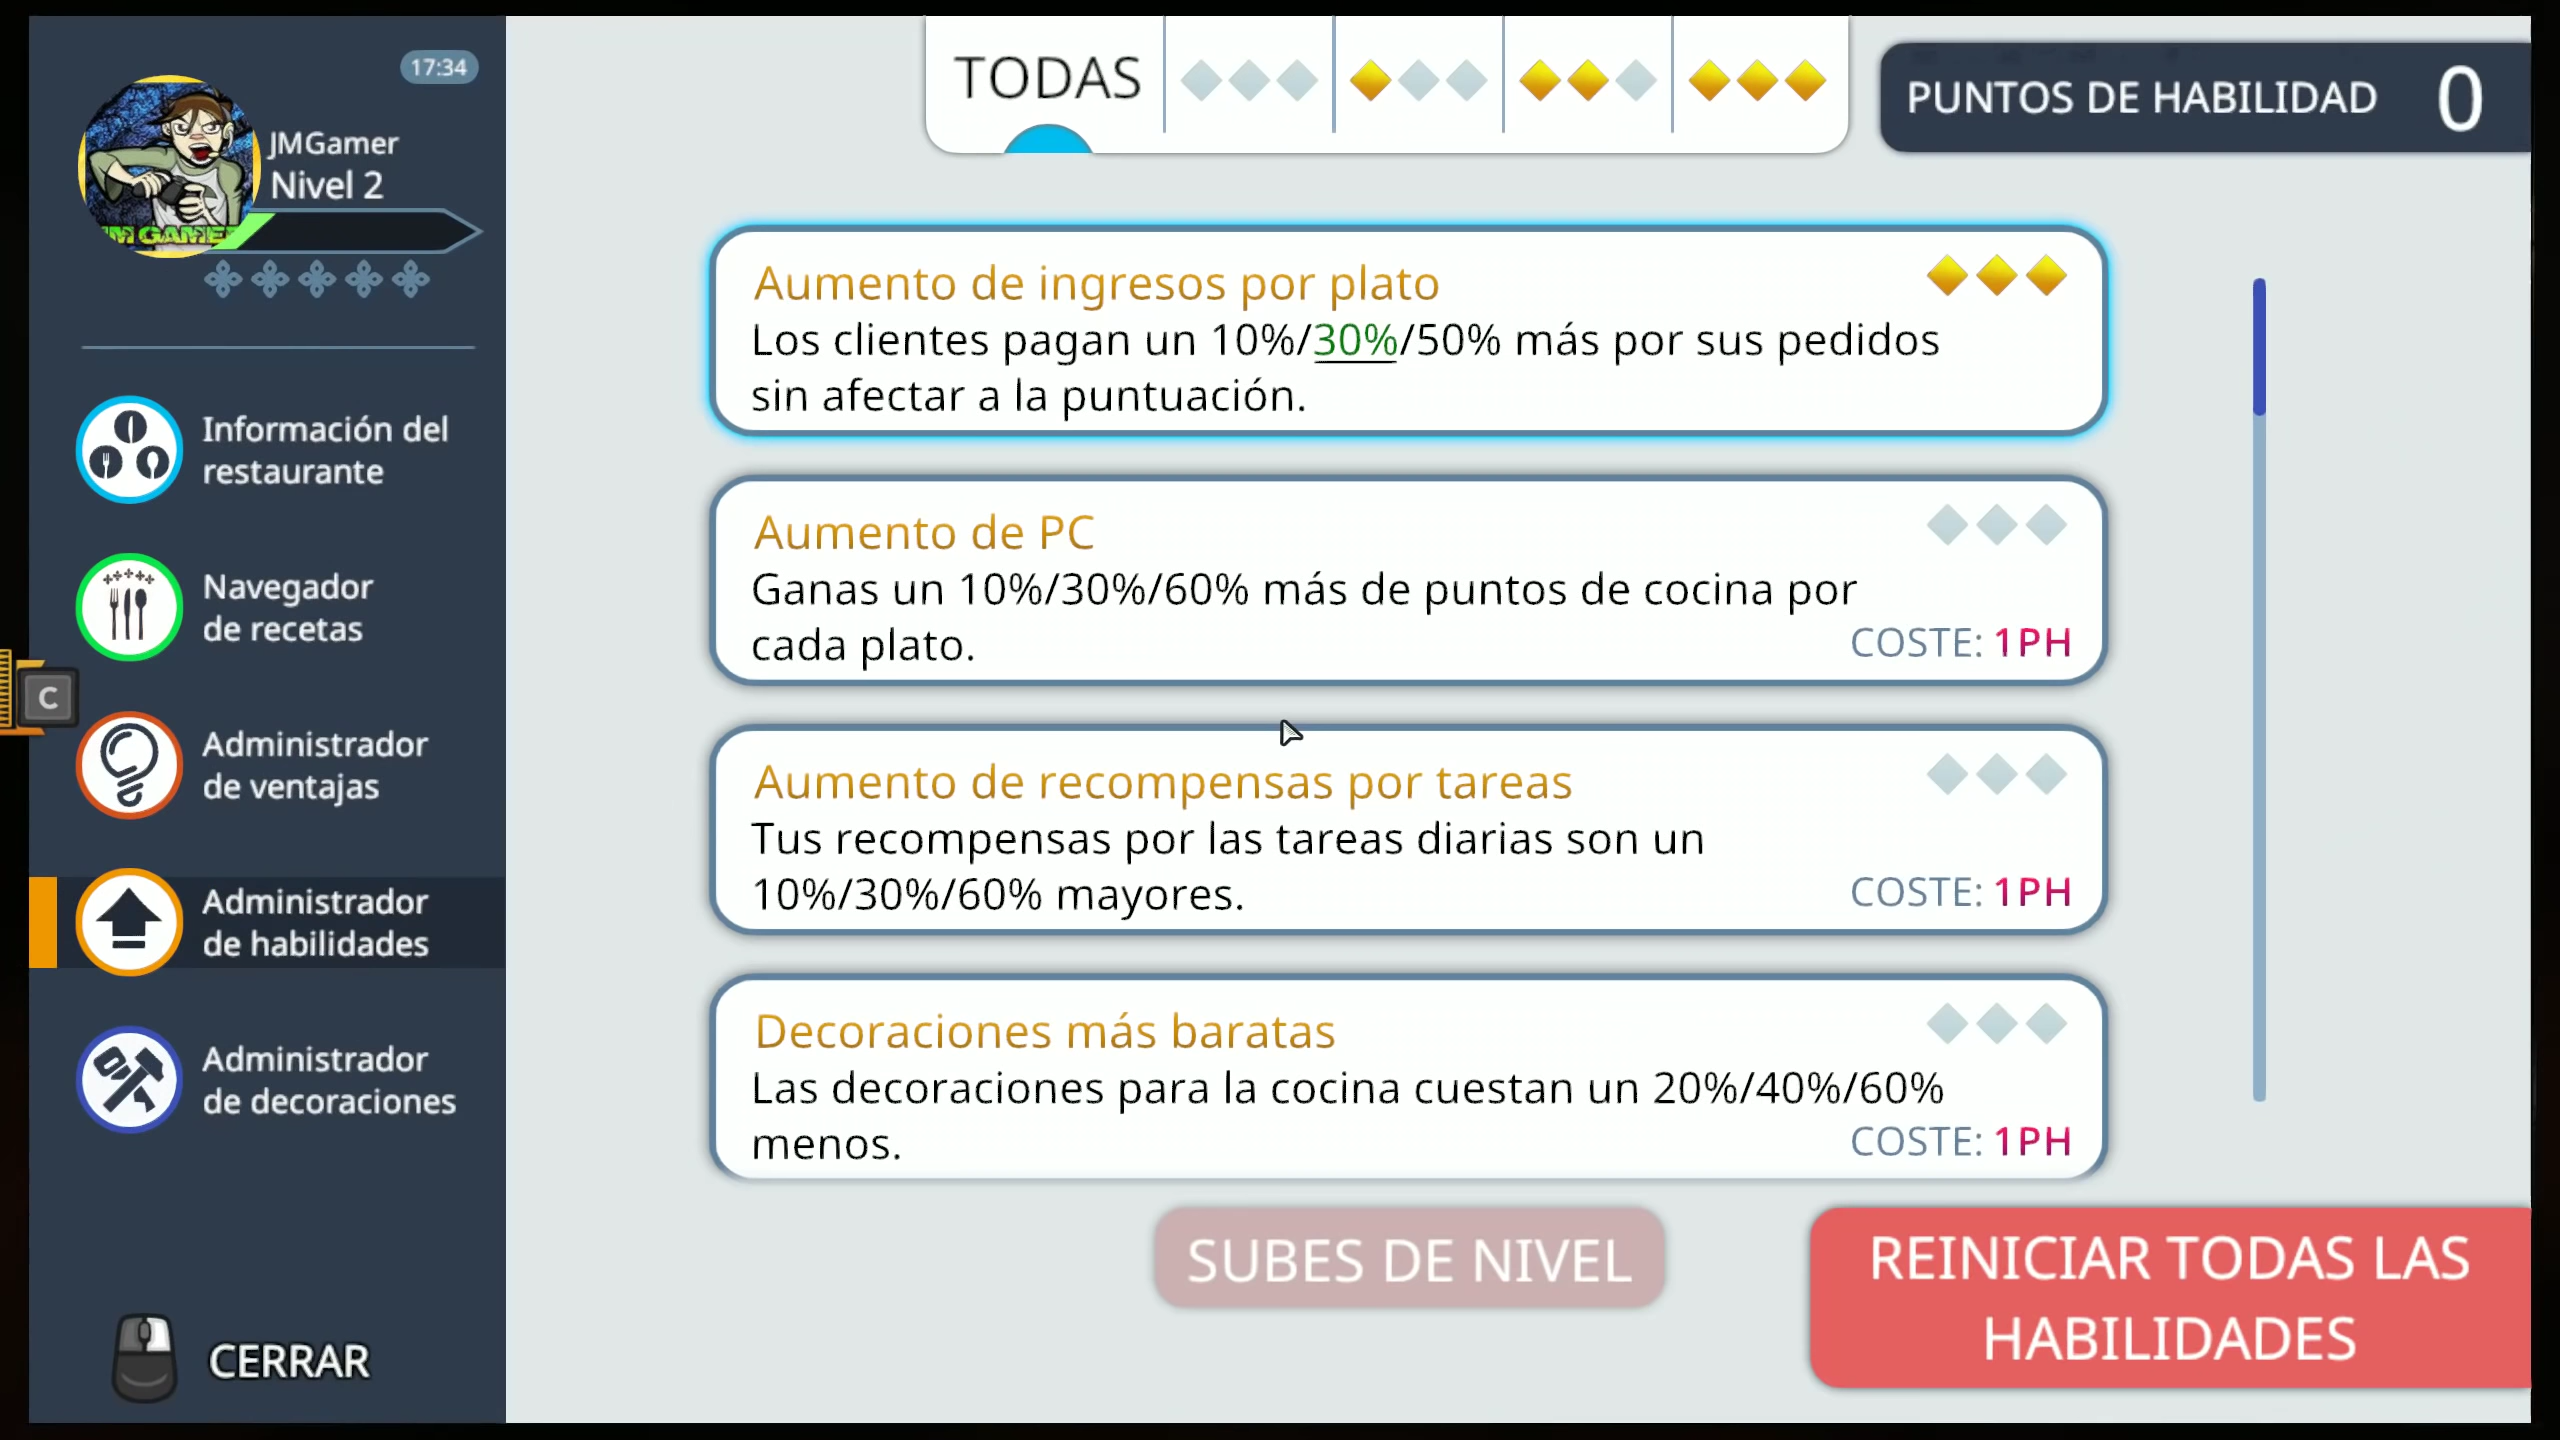 17:34
JMGamer
Nivel 2
JM GAMER
Información del
restaurante
Navegador
de recetas
C
Administrador
de ventajas
Administrador
de habilidades
Administrador
de decoraciones
CERRAR
TODAS
PUNTOS DE HABILIDAD 0
Aumento de ingresos por plato
Los clientes pagan un 10%/30%/50% más por sus pedidos
sin afectar a la puntuación.
Aumento de PC
Ganas un 10%/30%/60% más de puntos de cocina por
cada plato.
COSTE: 1PH
Aumento de recompensas por tareas
Tus recompensas por las tareas diarias son un
10%/30%/60% mayores.
COSTE: 1PH
Decoraciones más baratas
Las decoraciones para la cocina cuestan un 20%/40%/60%
menos.
COSTE: 1PH
SUBES DE NIVEL
REINICIAR TODAS LAS
HABILIDADES